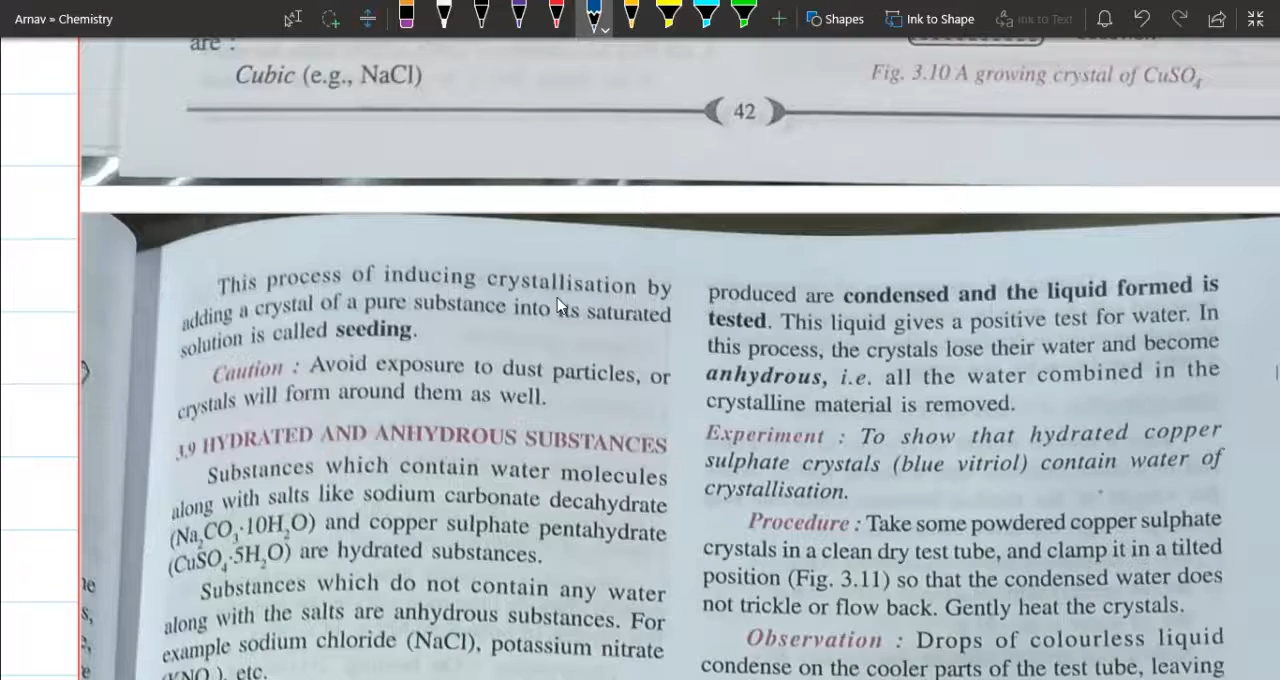 Arnav » Chemistry
Shapes
Ink to Shape
Ink to Text
are :
Cubic (e.g., NaCl)
Fig. 3.10 A growing crystal of CuSO₄
42
This process of inducing crystallisation by
adding a crystal of a pure substance into its saturated
solution is called seeding.
Caution : Avoid exposure to dust particles, or
crystals will form around them as well.
3.9 HYDRATED AND ANHYDROUS SUBSTANCES
Substances which contain water molecules
along with salts like sodium carbonate decahydrate
(Na₂CO₃·10H₂O) and copper sulphate pentahydrate
(CuSO₄·5H₂O) are hydrated substances.
Substances which do not contain any water
along with the salts are anhydrous substances. For
example sodium chloride (NaCl), potassium nitrate
(KNO₃), etc.
produced are condensed and the liquid formed is
tested. This liquid gives a positive test for water. In
this process, the crystals lose their water and become
anhydrous, i.e. all the water combined in the
crystalline material is removed.
Experiment : To show that hydrated copper
sulphate crystals (blue vitriol) contain water of
crystallisation.
Procedure : Take some powdered copper sulphate
crystals in a clean dry test tube, and clamp it in a tilted
position (Fig. 3.11) so that the condensed water does
not trickle or flow back. Gently heat the crystals.
Observation : Drops of colourless liquid
condense on the cooler parts of the test tube, leaving